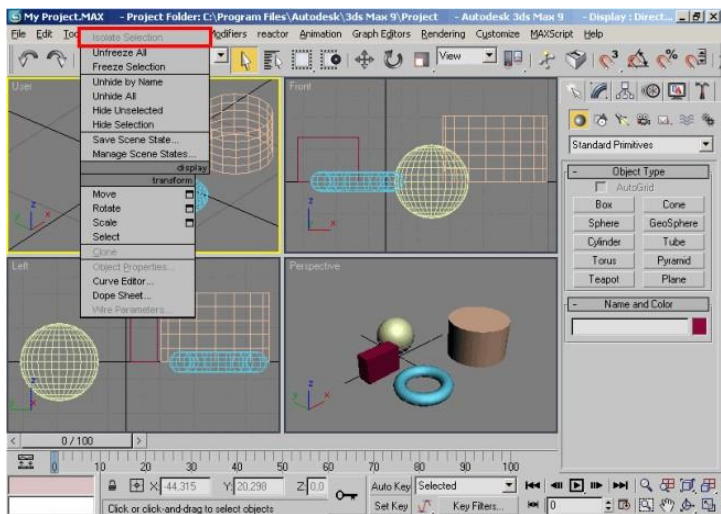 My Project.MAX - Project Folder: C:\Program Files\Autodesk\3ds Max 9\Project - Autodesk 3ds Max 9 - Display : Direct...
File Edit Modifiers reactor Animation Graph Editors Rendering Customize MAXScript Help
View
Isolate Selection
Unfreeze All
Freeze Selection
Unhide by Name
Unhide All
Hide Unselected
Hide Selection
Save Scene State...
Manage Scene States...
display
transform
Move
Rotate
Scale
Select
Clone
Object Properties...
Curve Editor...
Dope Sheet...
Wire Parameters...
User
Front
Left
Perspective
z
x
z
x
z
x
z
y
x
Standard Primitives
- Object Type
AutoGrid
Box Cone
Sphere GeoSphere
Cylinder Tube
Torus Pyramid
Teapot Plane
- Name and Color
< 0 / 100 >
0 10 20 30 40 50 60 70 80 90 100
X: -44.315 Y: 20.298 Z: 0.0
Auto Key Selected
Click or click-and-drag to select objects
Set Key Key Filters...
0